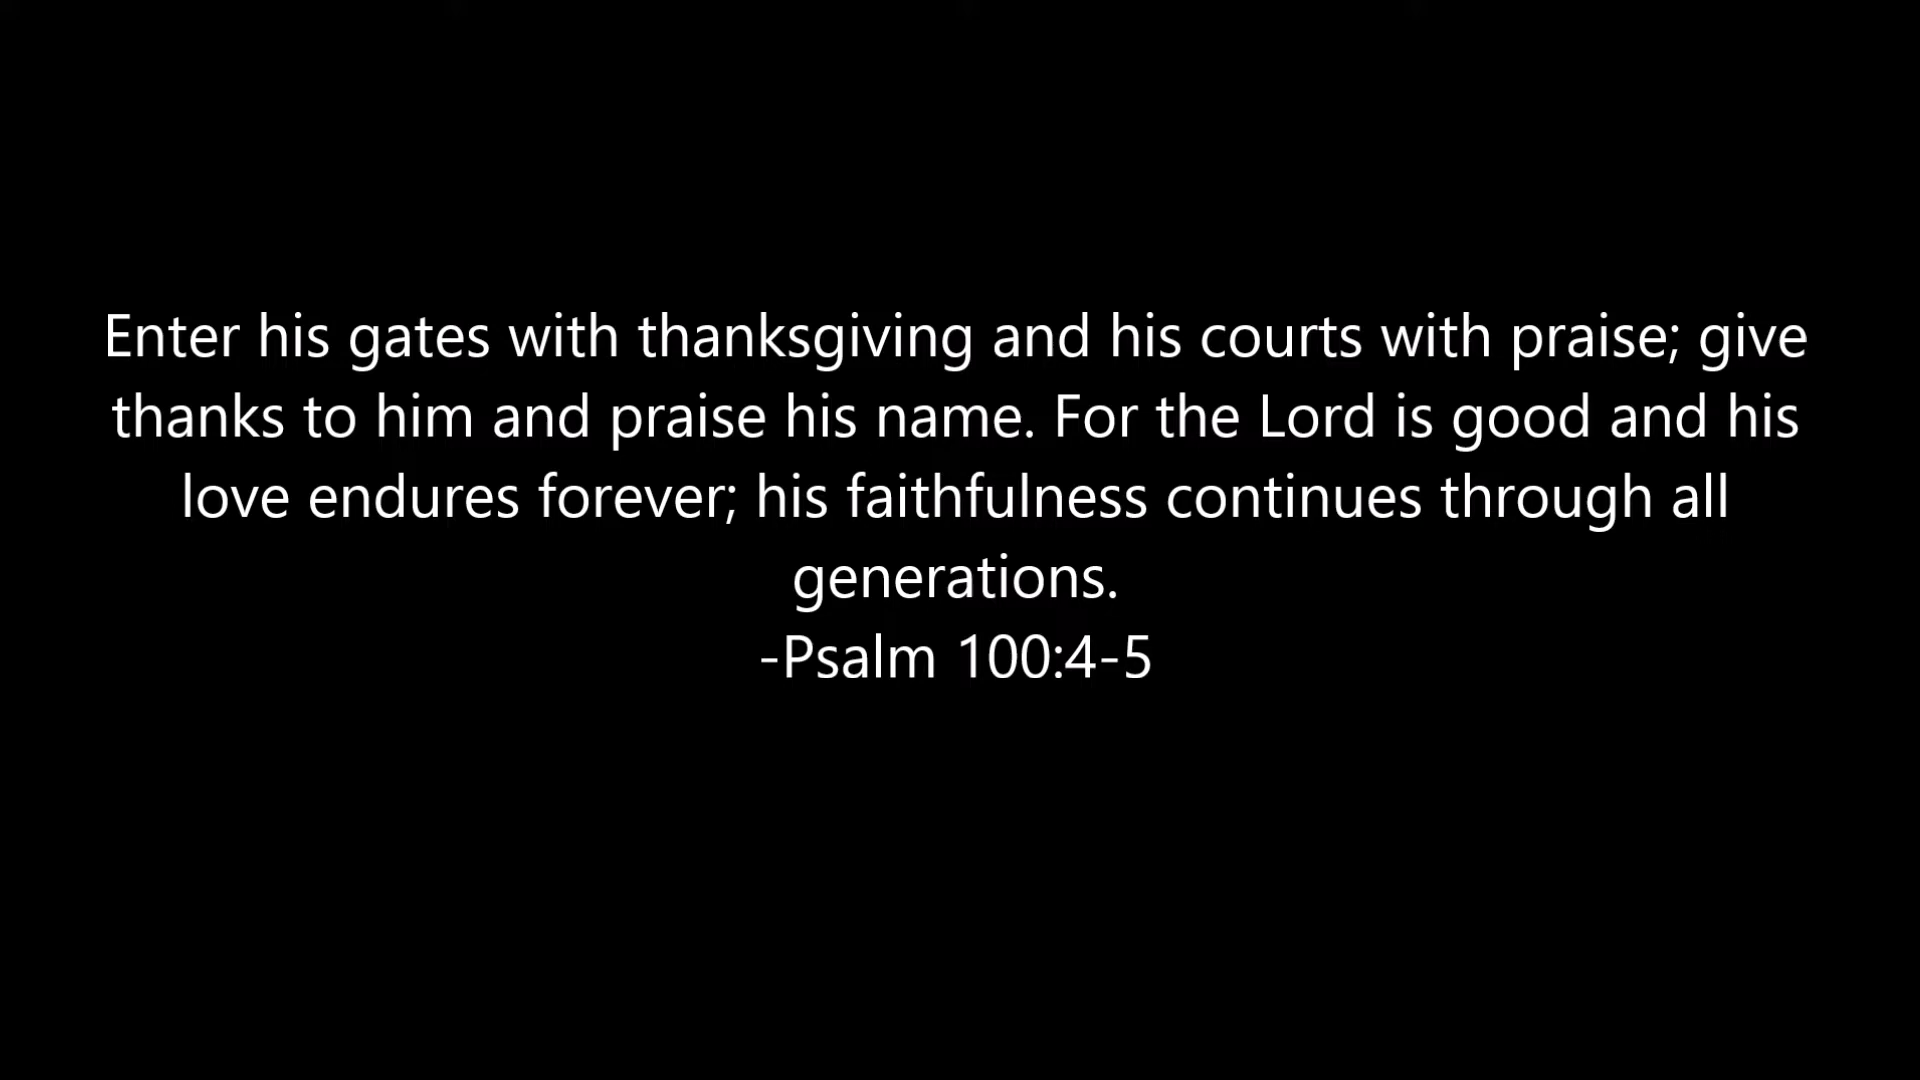 Enter his gates with thanksgiving and his courts with praise; give
thanks to him and praise his name. For the Lord is good and his
love endures forever; his faithfulness continues through all
generations.
-Psalm 100:4-5